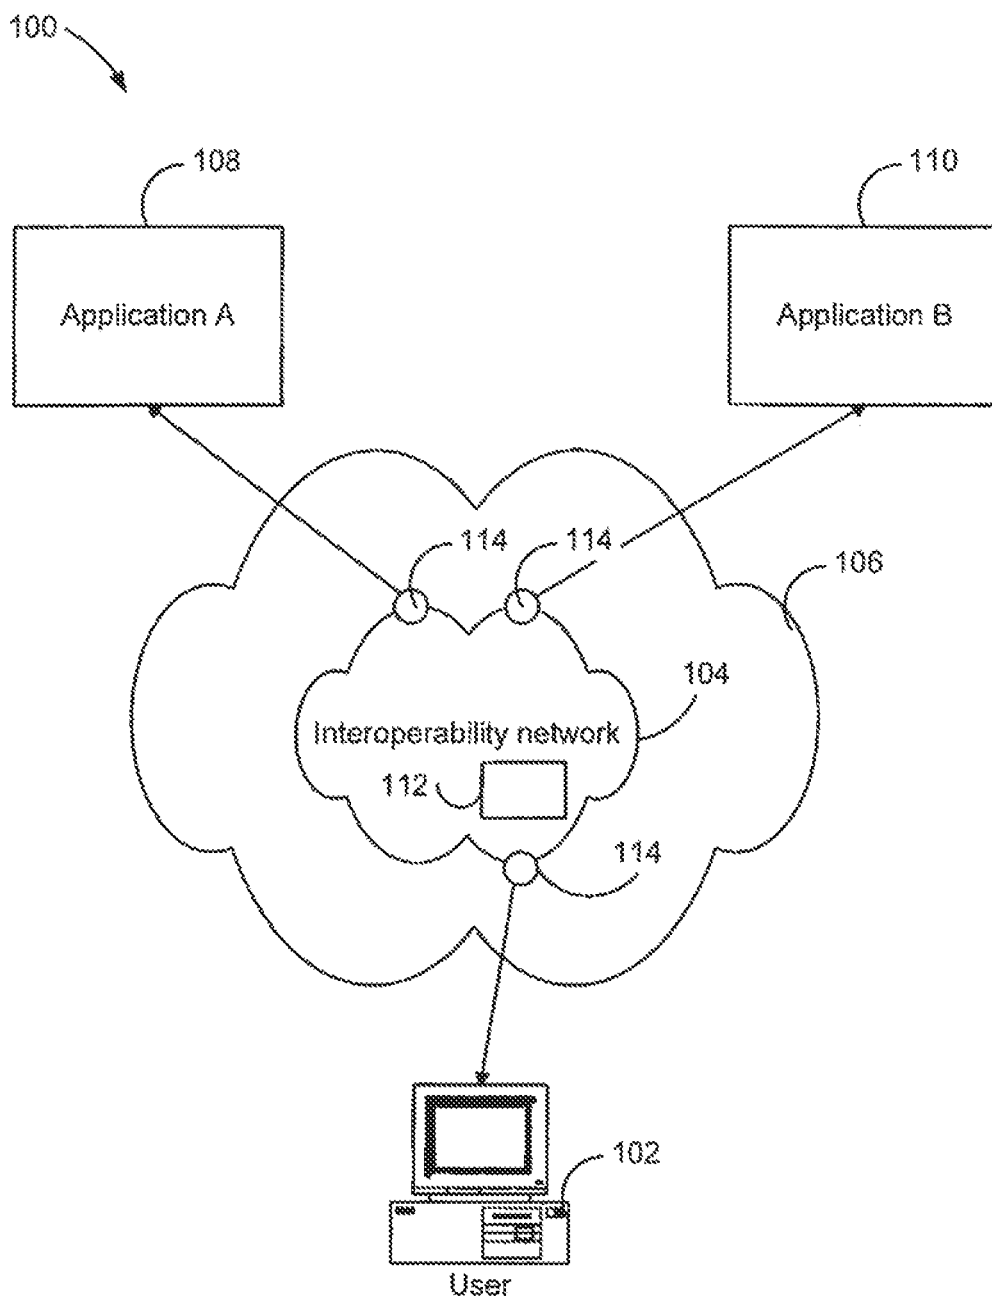 100
108
110
Application A
Application B
114
114
106
104
Interoperability network
112
114
102
User